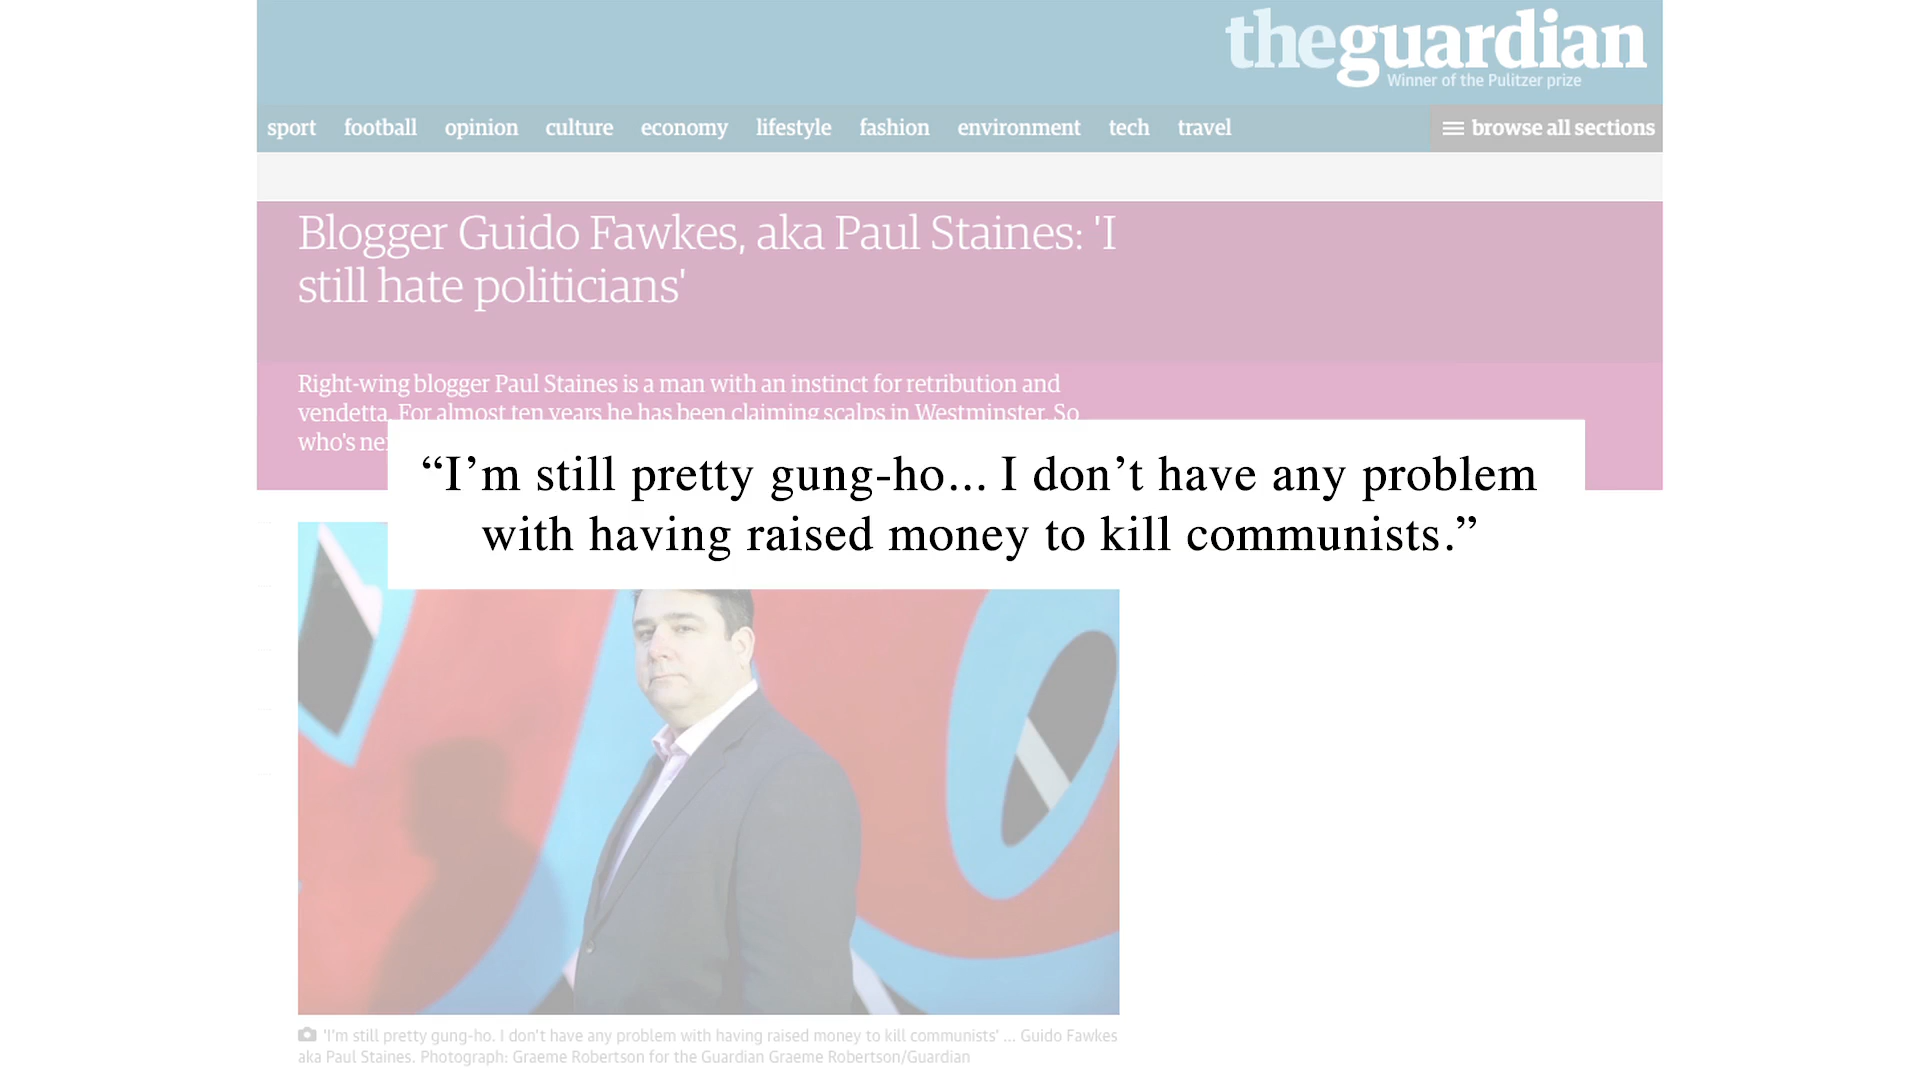 theguardian
Winner of the Pulitzer prize
sport football opinion culture economy lifestyle fashion environment tech travel browse all sections
Blogger Guido Fawkes, aka Paul Staines: 'I
still hate politicians'
Right-wing blogger Paul Staines is a man with an instinct for retribution and
vendetta. For almost ten years he has been claiming scalps in Westminster. So
who's
“I’m still pretty gung-ho... I don’t have any problem
with having raised money to kill communists.”
'I'm still pretty gung-ho. I don't have any problem with having raised money to kill communists' ... Guido Fawkes
aka Paul Staines. Photograph: Graeme Robertson for the Guardian Graeme Robertson/Guardian